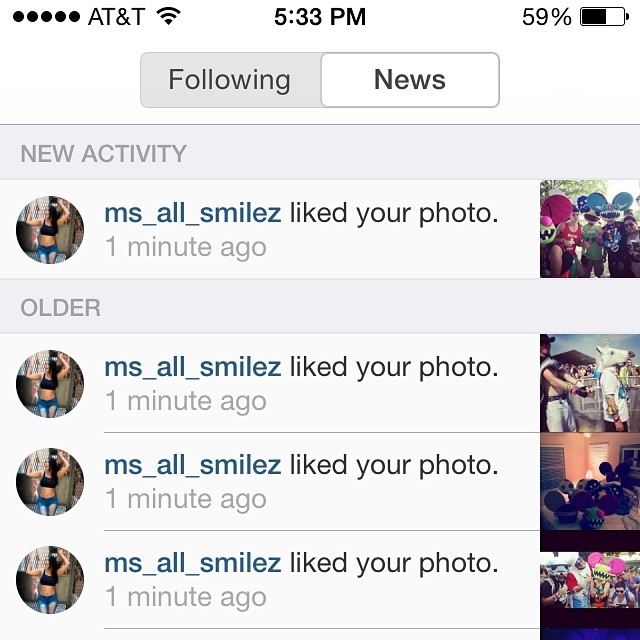 AT&T 5:33 PM 59%
Following News
NEW ACTIVITY
ms_all_smilez liked your photo.
1 minute ago
OLDER
ms_all_smilez liked your photo.
1 minute ago
ms_all_smilez liked your photo.
1 minute ago
ms_all_smilez liked your photo.
1 minute ago